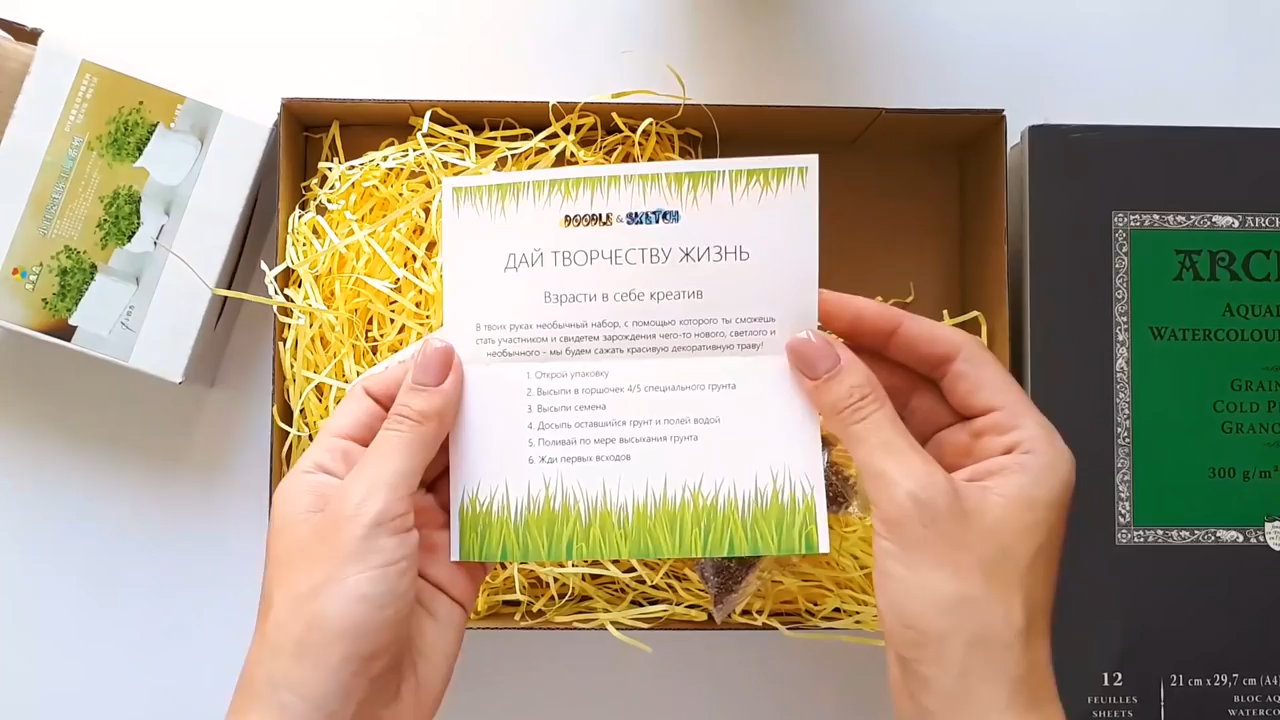 DOODLE & SKETCH
ДАЙ ТВОРЧЕСТВУ ЖИЗНЬ
Взрасти в себе креатив
В твоих руках необычный набор, с помощью которого ты сможешь
стать участником и свидетем зарождения чего-то нового, светлого и
необычного - мы будем сажать красивую декоративную траву!
1. Открой упаковку
2. Высыпи в горшочек 4/5 специального грунта
3. Высыпи семена
4. Досыпь оставшийся грунт и полей водой
5. Поливай по мере высыхания грунта
6. Жди первых всходов
300 g/m²
12
FEUILLES
SHEETS
21 cm x 29,7 cm (A4
BLOC AQ
WATERCO
ARC
AQUA
WATERCOLOU
GRAIN
COLD P
GRANO